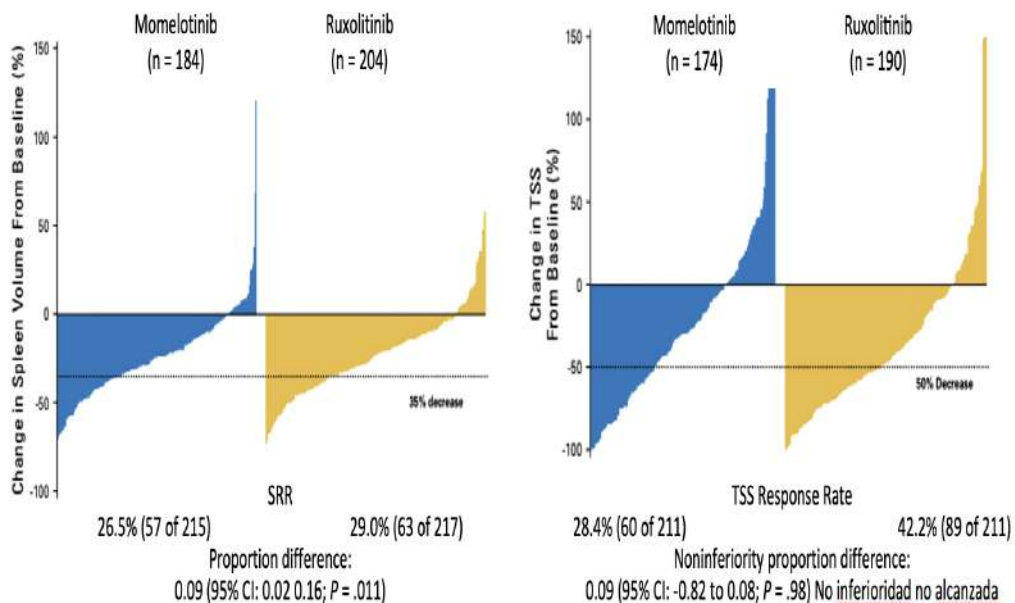 Momelotinib
(n = 184)
Ruxolitinib
(n = 204)
Change in Spleen Volume From Baseline (%)
150
100
50
0
-50
-100
35% decrease
SRR
26.5% (57 of 215)
29.0% (63 of 217)
Proportion difference:
0.09 (95% CI: 0.02 0.16; P = .011)
Momelotinib
(n = 174)
Ruxolitinib
(n = 190)
Change in TSS
From Baseline (%)
150
100
50
0
-50
-100
50% Decrease
TSS Response Rate
28.4% (60 of 211)
42.2% (89 of 211)
Noninferiority proportion difference:
0.09 (95% CI: -0.82 to 0.08; P = .98) No inferioridad no alcanzada